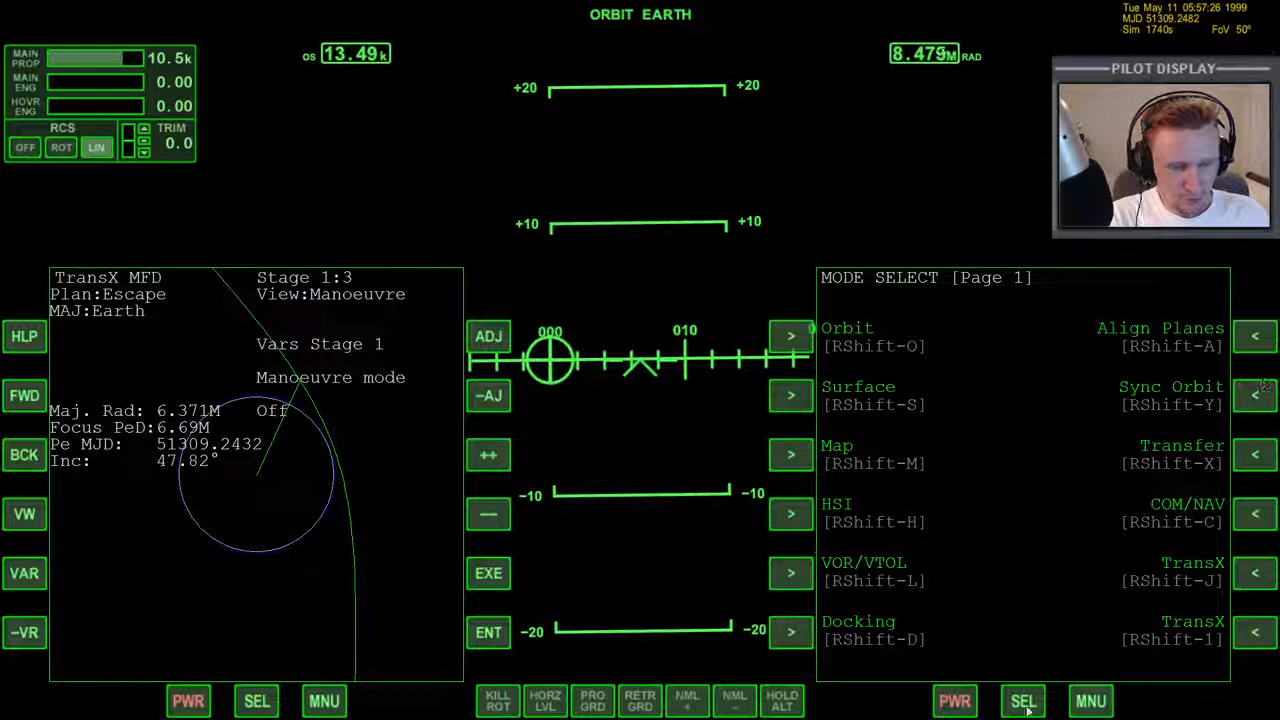 ORBIT EARTH
Tue May 11 05:57:26 1999
MJD 51309.2482
Sim 1740s
FoV 50°
MAIN PROP
10.5k
MAIN ENG
0.00
HOVR ENG
0.00
RCS
TRIM
OFF
ROT
LIN
0.0
OS 13.49k
8.479M RAD
PILOT DISPLAY
+20
+20
+10
+10
000
010
-10
-10
-20
-20
TransX MFD
Stage 1:3
Plan:Escape
View:Manoeuvre
MAJ:Earth
Vars Stage 1
Manoeuvre mode
Maj. Rad: 6.371M
Off
Focus PeD:6.69M
Pe MJD: 51309.2432
Inc: 47.82°
HLP
FWD
BCK
VW
VAR
-VR
ADJ
-AJ
++
--
EXE
ENT
PWR
SEL
MNU
KILL ROT
HORZ LVL
PRO GRD
RETR GRD
NML +
NML -
HOLD ALT
MODE SELECT [Page 1]
> Orbit
[RShift-O]
Align Planes <
[RShift-A]
> Surface
[RShift-S]
Sync Orbit <
[RShift-Y]
> Map
[RShift-M]
Transfer <
[RShift-X]
> HSI
[RShift-H]
COM/NAV <
[RShift-C]
> VOR/VTOL
[RShift-L]
TransX <
[RShift-J]
> Docking
[RShift-D]
TransX <
[RShift-1]
PWR
SEL
MNU